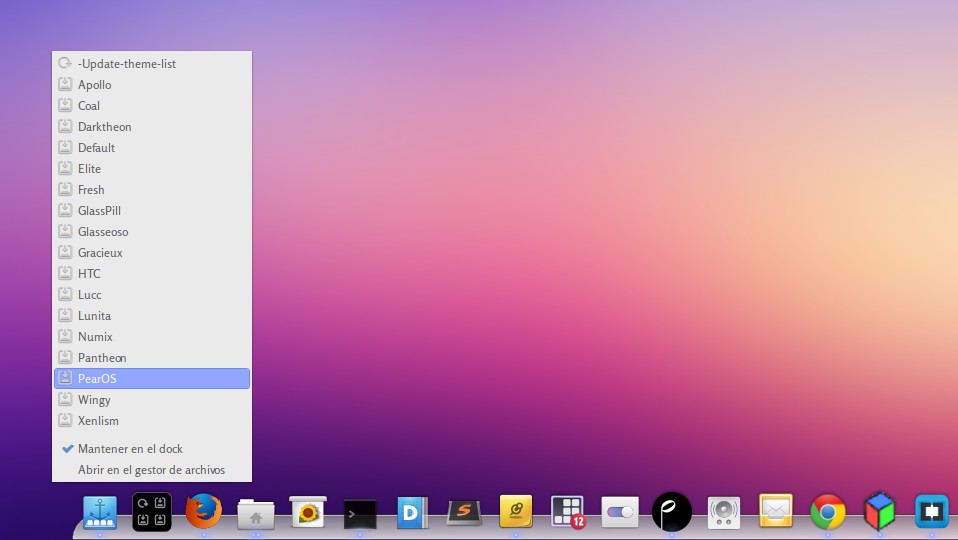 -Update-theme-list
Apollo
Coal
Darktheon
Default
Elite
Fresh
GlassPill
Glasseoso
Gracieux
HTC
Lucc
Lunita
Numix
Pantheon
PearOS
Wingy
Xenlism
Mantener en el dock
Abrir en el gestor de archivos
D
S
12